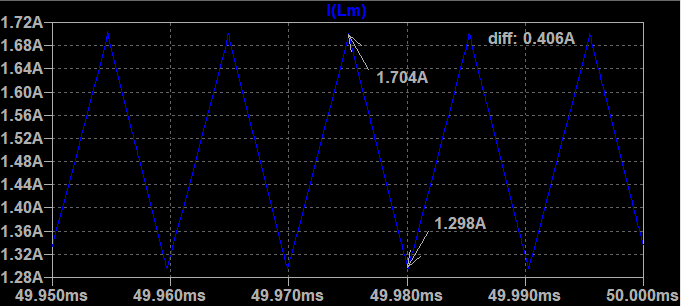 I(Lm)
1.72A
1.68A
diff: 0.406A
1.64A
1.704A
1.60A
1.56A
1.52A
1.48A
1.44A
1.40A
1.36A
1.298A
1.32A
1.28A
49.950ms 49.960ms 49.970ms 49.980ms 49.990ms 50.000ms